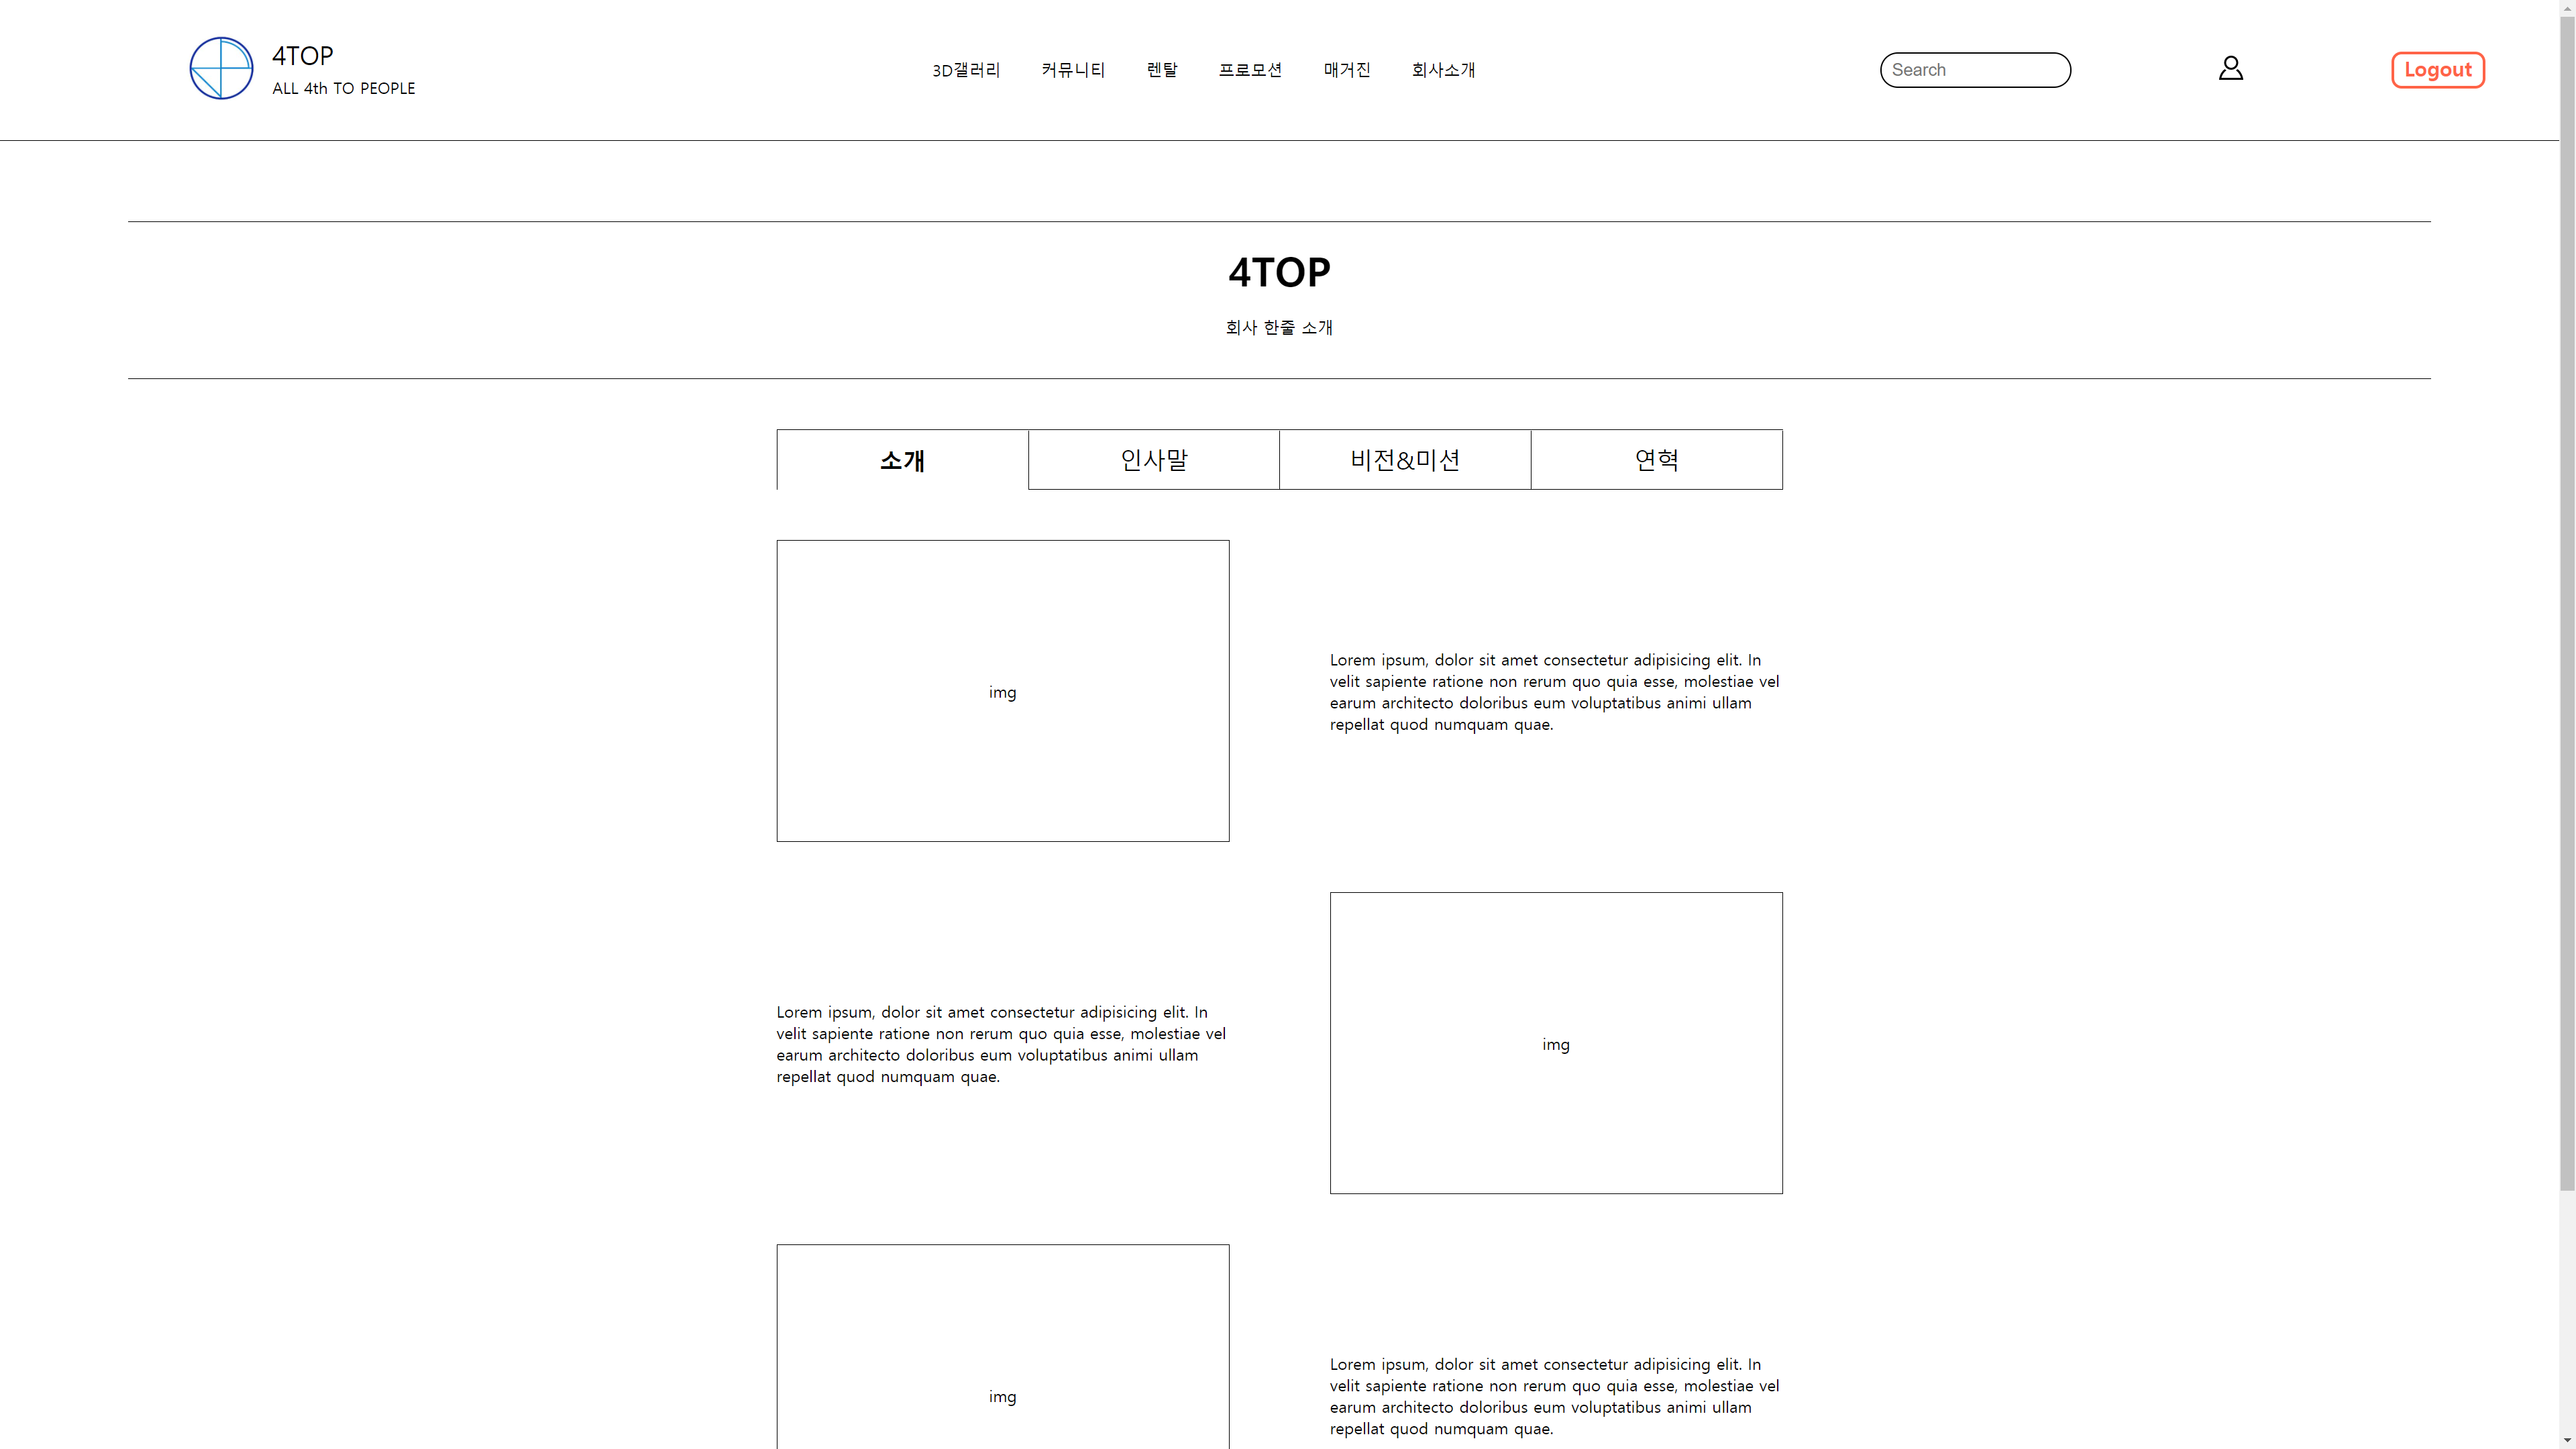 4TOP
ALL 4th TO PEOPLE
3D갤러리 커뮤니티 렌탈 프로모션 매거진 회사소개
Search
Logout
4TOP
회사 한줄 소개
소개 인사말 비전&미션 연혁
img
Lorem ipsum, dolor sit amet consectetur adipisicing elit. In
velit sapiente ratione non rerum quo quia esse, molestiae vel
earum architecto doloribus eum voluptatibus animi ullam
repellat quod numquam quae.
Lorem ipsum, dolor sit amet consectetur adipisicing elit. In
velit sapiente ratione non rerum quo quia esse, molestiae vel
earum architecto doloribus eum voluptatibus animi ullam
repellat quod numquam quae.
img
img
Lorem ipsum, dolor sit amet consectetur adipisicing elit. In
velit sapiente ratione non rerum quo quia esse, molestiae vel
earum architecto doloribus eum voluptatibus animi ullam
repellat quod numquam quae.